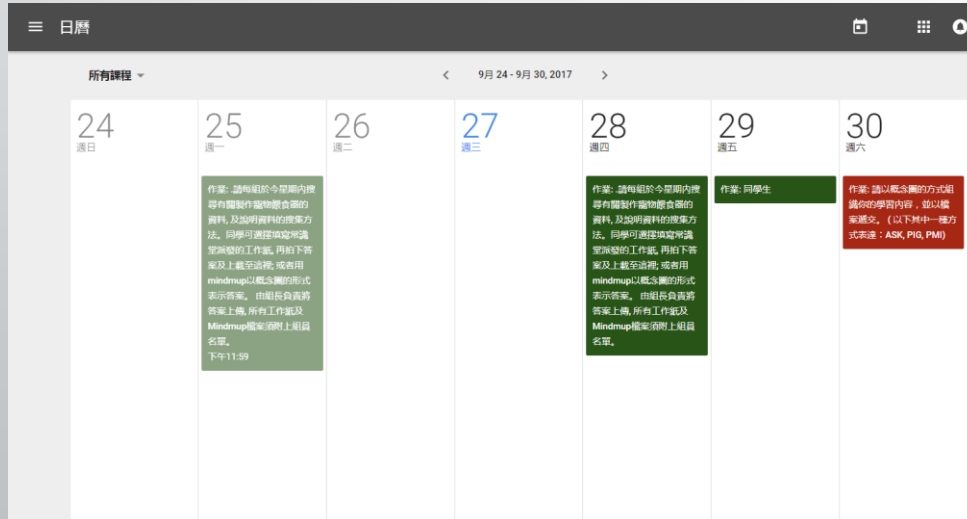 日曆
所有課程
9月 24 - 9月 30, 2017
24
週日
25
週一
26
週二
27
週三
28
週四
29
週五
30
週六
作業: .請每組於今星期內搜
尋有關製作寵物餵食器的
資料, 及說明資料的搜集方
法。同學可選擇填寫常識
堂派發的工作紙, 再拍下答
案及上載至這裡; 或者用
mindmup以概念圖的形式
表示答案。 由組長負責將
答案上傳, 所有工作紙及
Mindmup檔案須附上組員
名單。
下午11:59
作業: .請每組於今星期內搜
尋有關製作寵物餵食器的
資料, 及說明資料的搜集方
法。同學可選擇填寫常識
堂派發的工作紙, 再拍下答
案及上載至這裡; 或者用
mindmup以概念圖的形式
表示答案。 由組長負責將
答案上傳, 所有工作紙及
Mindmup檔案須附上組員
名單。
作業: 同學生
作業: 請以概念圖的方式組
織你的學習內容，並以檔
案遞交。 ( 以下其中一種方
式表達：ASK, PIG, PMI)